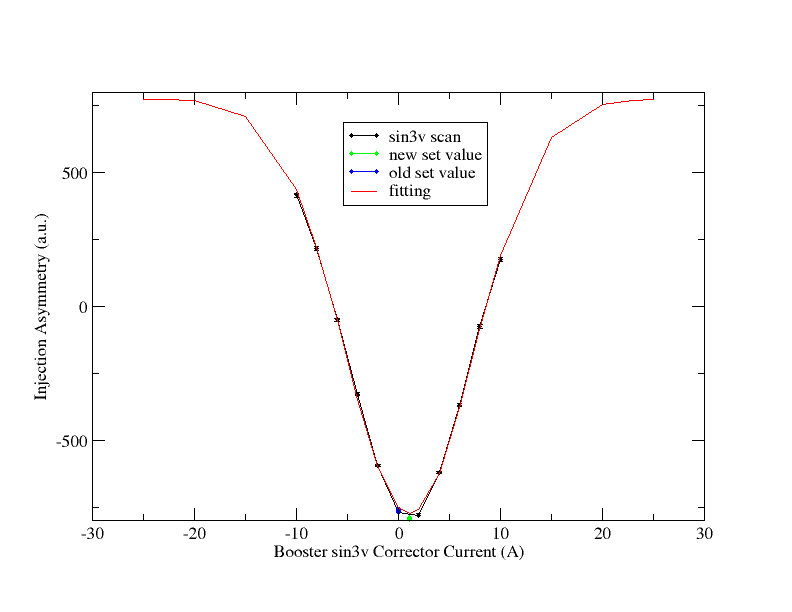 sin3v scan
new set value
old set value
fitting
500
0
-500
Injection Asymmetry (a.u.)
-30 -20 -10 0 10 20 30
Booster sin3v Corrector Current (A)